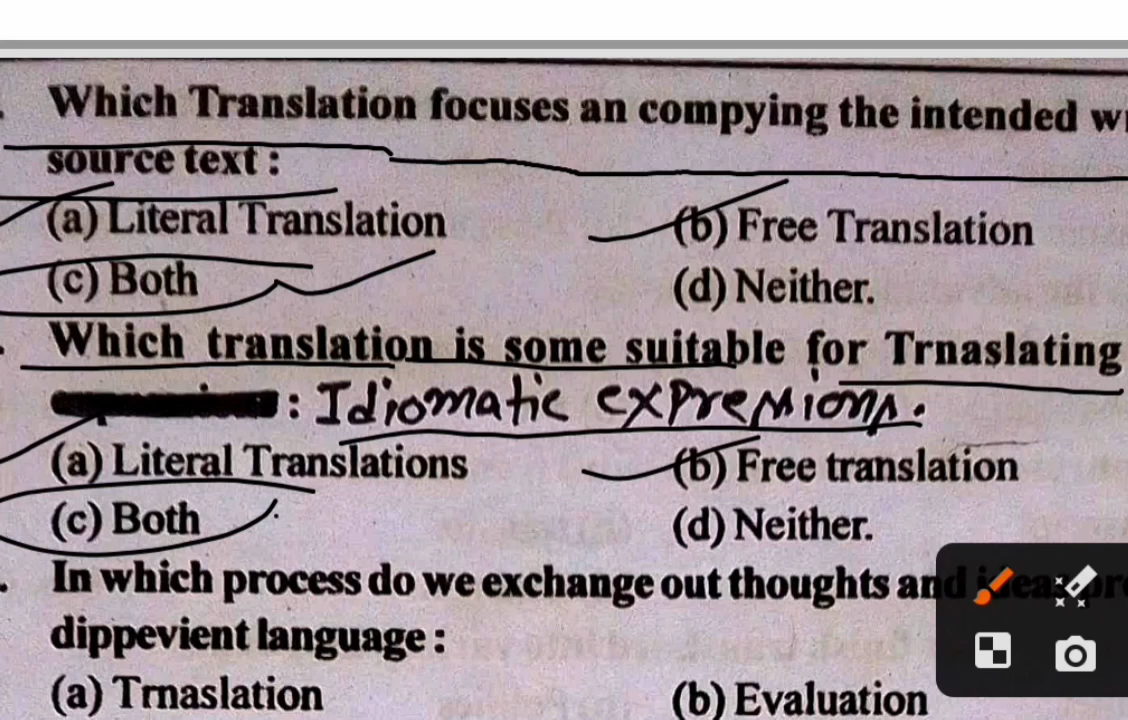 Which Translation focuses an compying the intended
source text :
(a) Literal Translation (b) Free Translation
(c) Both (d) Neither.
Which translation is some suitable for Trnaslating
: Idiomatic expressions.
(a) Literal Translations (b) Free translation
(c) Both (d) Neither.
In which process do we exchange out thoughts and ideas
dippevient language :
(a) Trnaslation (b) Evaluation